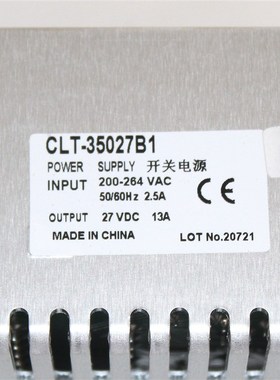 CLT-35027B1
POWER SUPPLY 开关电源
INPUT 200-264 VAC
50/60Hz 2.5A
OUTPUT 27 VDC 13A
MADE IN CHINA LOT No.20721
CE